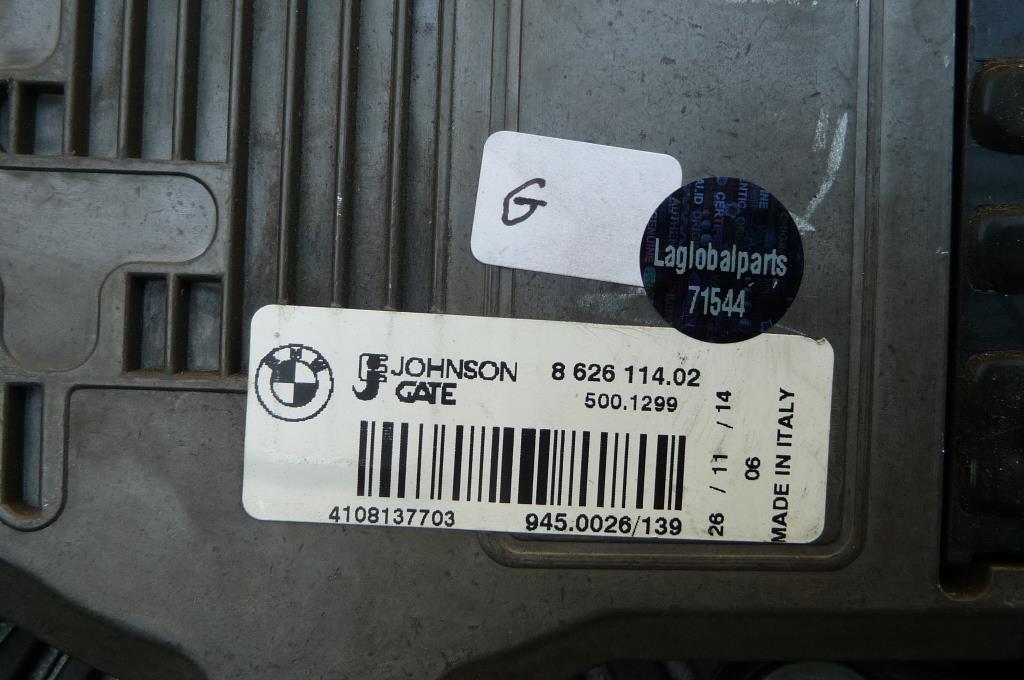 G
Laglobalparts
71544
JOHNSON
GATE
8 626 114.02
500.1299
4108137703
945.0026/139
26 / 11 / 14
06
MADE IN ITALY